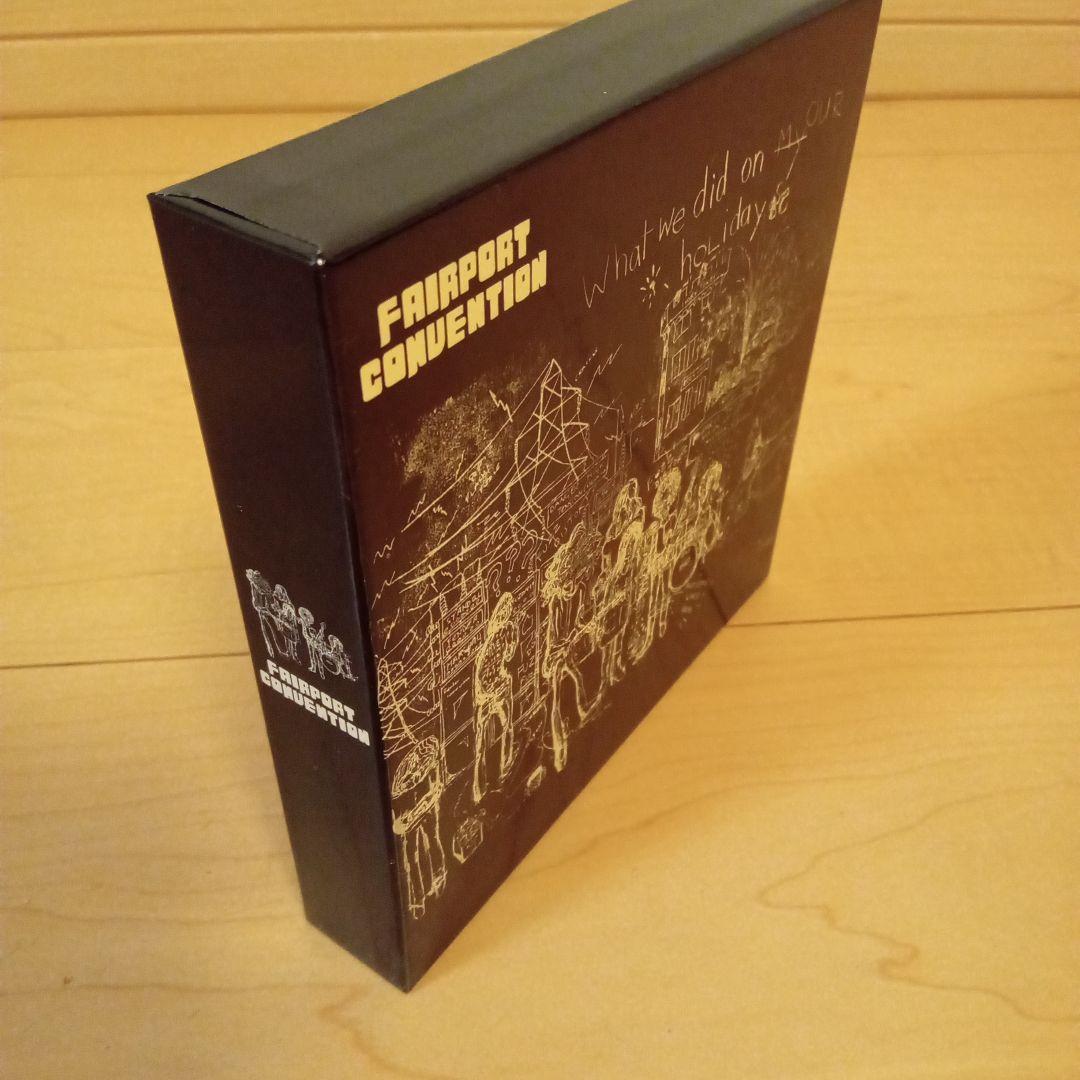 FAIRPORT
CONVENTION
What we did on My OUR
hoLidays
FAIRPORT
CONVENTION